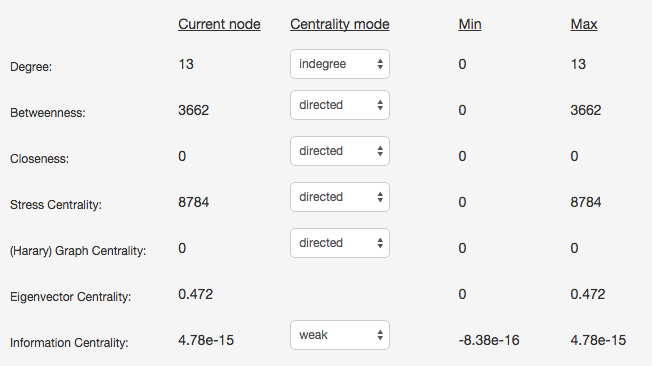 Current node Centrality mode Min Max
Degree: 13 indegree 0 13
Betweenness: 3662 directed 0 3662
Closeness: 0 directed 0 0
Stress Centrality: 8784 directed 0 8784
(Harary) Graph Centrality: 0 directed 0 0
Eigenvector Centrality: 0.472 0 0.472
Information Centrality: 4.78e-15 weak -8.38e-16 4.78e-15